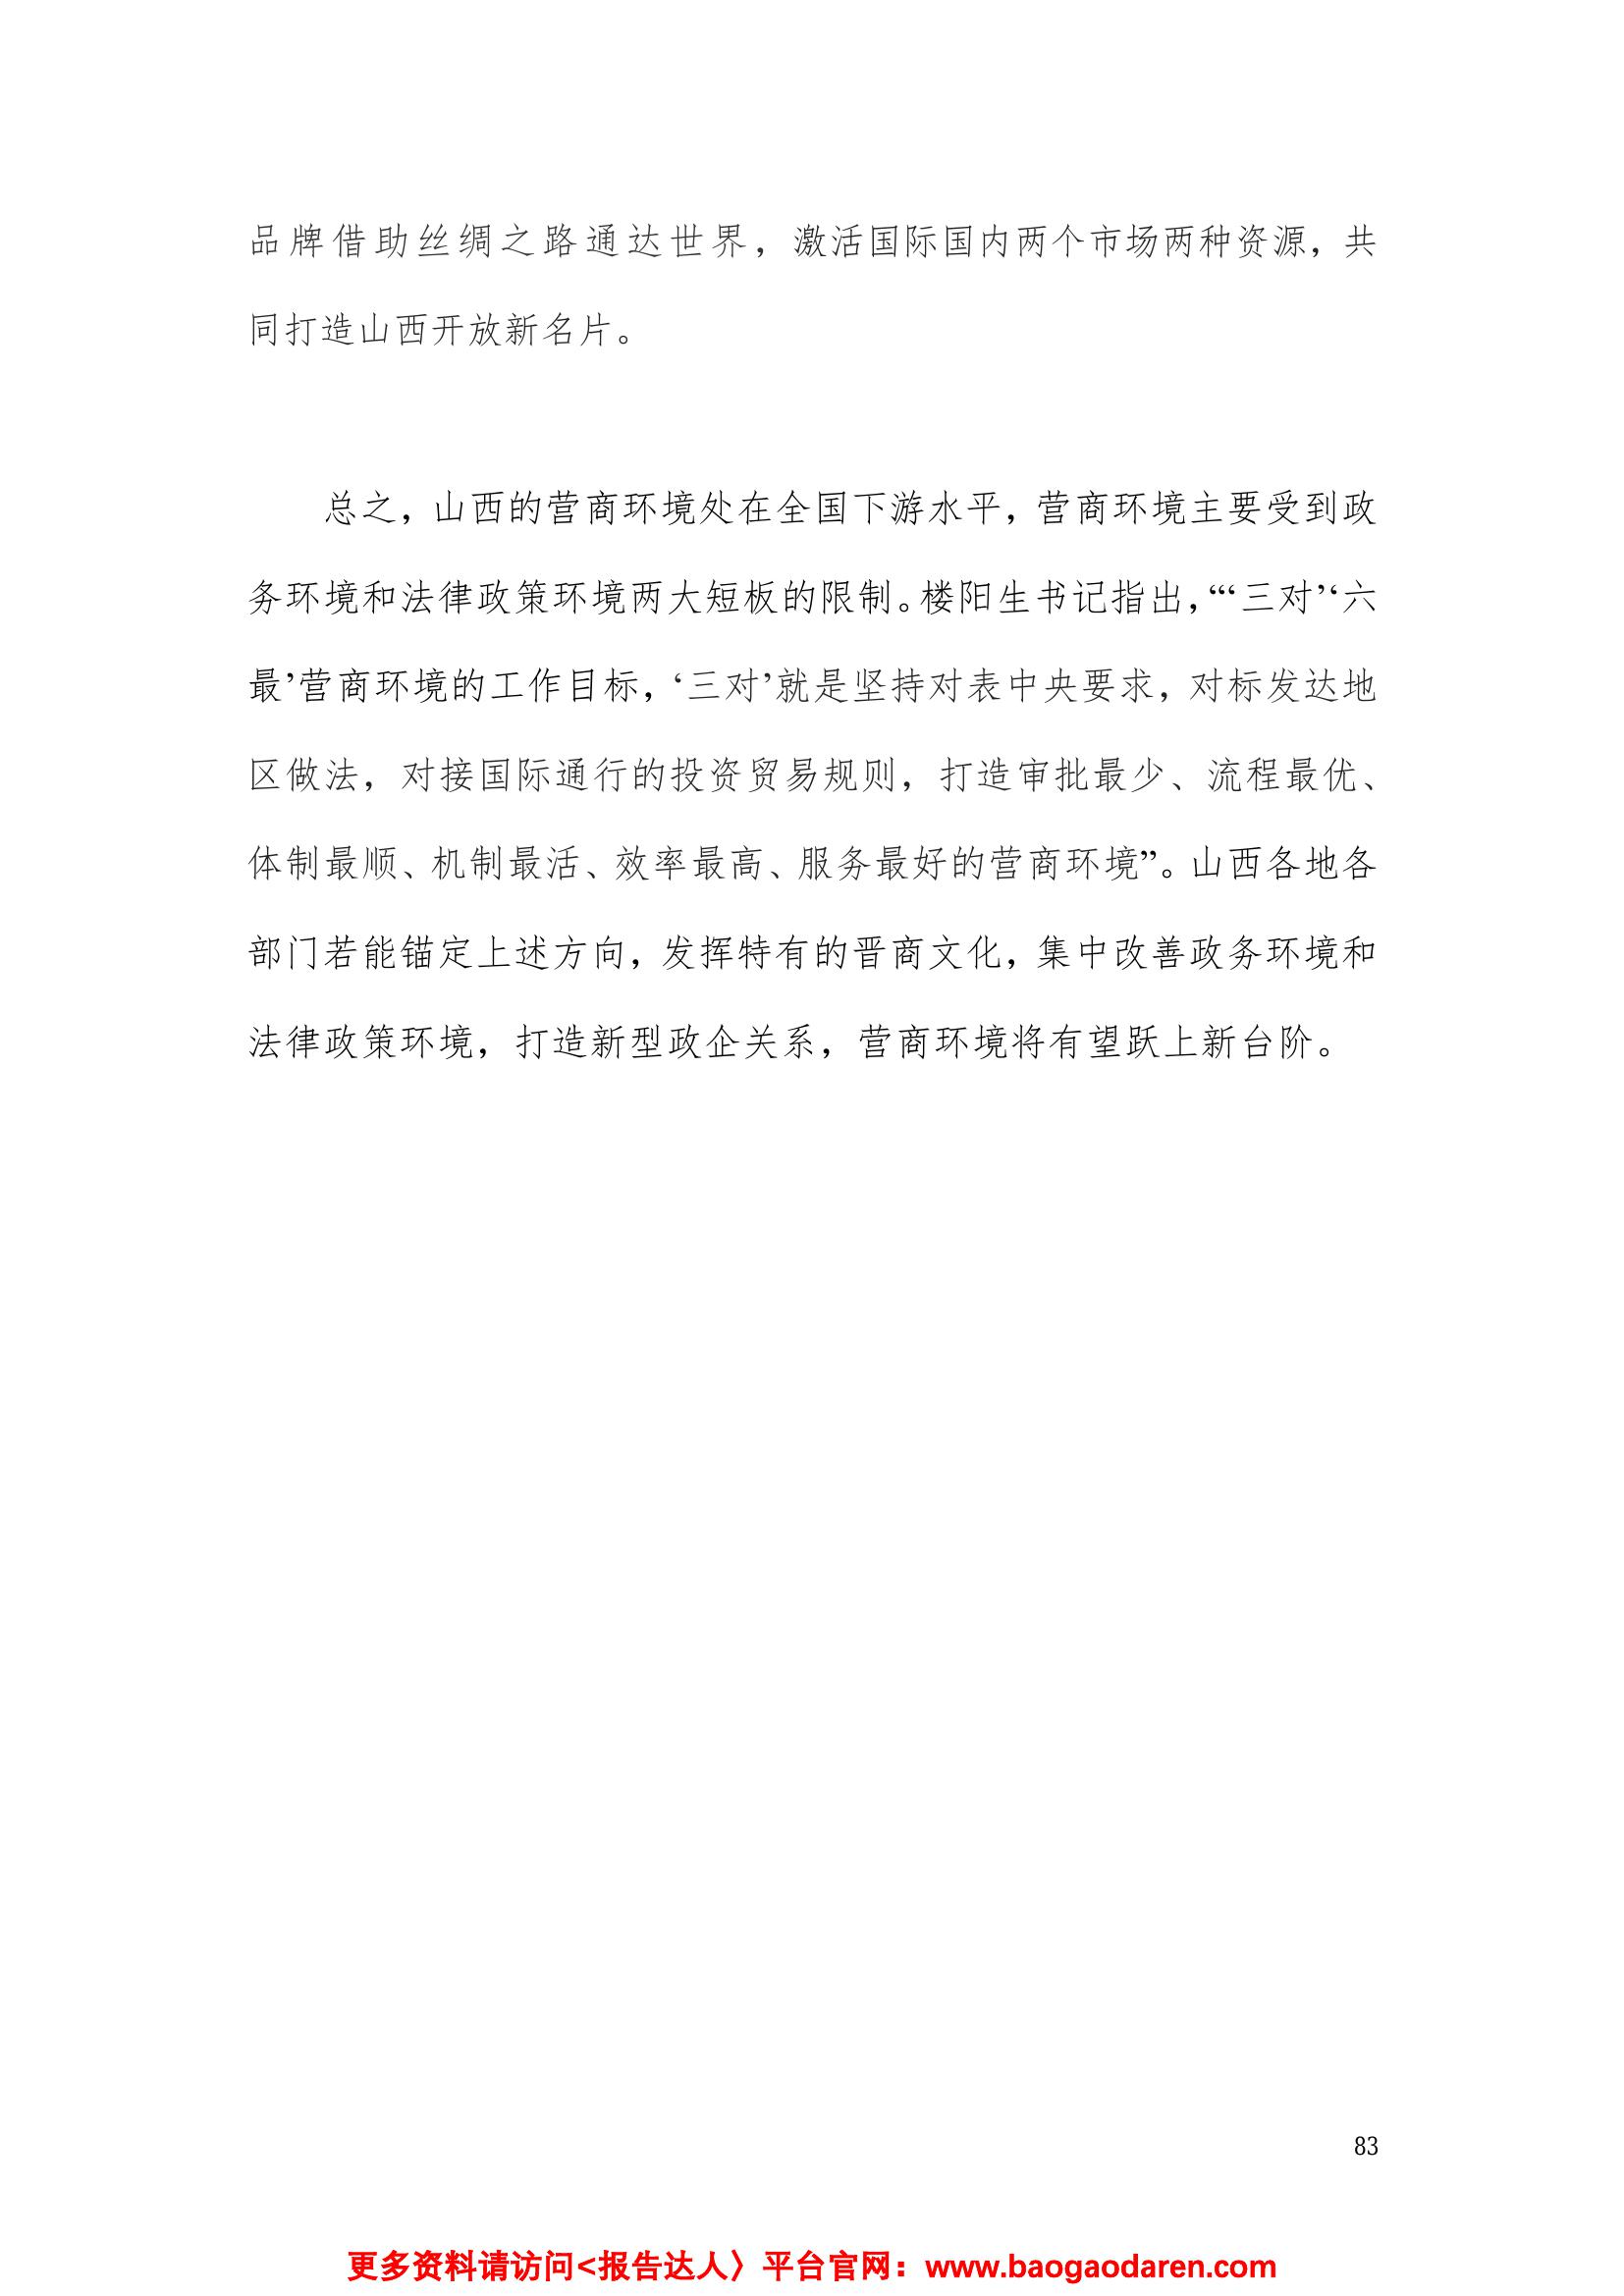 品牌借助丝绸之路通达世界，激活国际国内两个市场两种资源，共
同打造山西开放新名片。
总之，山西的营商环境处在全国下游水平，营商环境主要受到政
务环境和法律政策环境两大短板的限制。楼阳生书记指出，“‘三对’‘六
最’营商环境的工作目标，‘三对’就是坚持对表中央要求，对标发达地
区做法，对接国际通行的投资贸易规则，打造审批最少、流程最优、
体制最顺、机制最活、效率最高、服务最好的营商环境”。山西各地各
部门若能锚定上述方向，发挥特有的晋商文化，集中改善政务环境和
法律政策环境，打造新型政企关系，营商环境将有望跃上新台阶。
83
更多资料请访问<报告达人〉平台官网：www.baogaodaren.com